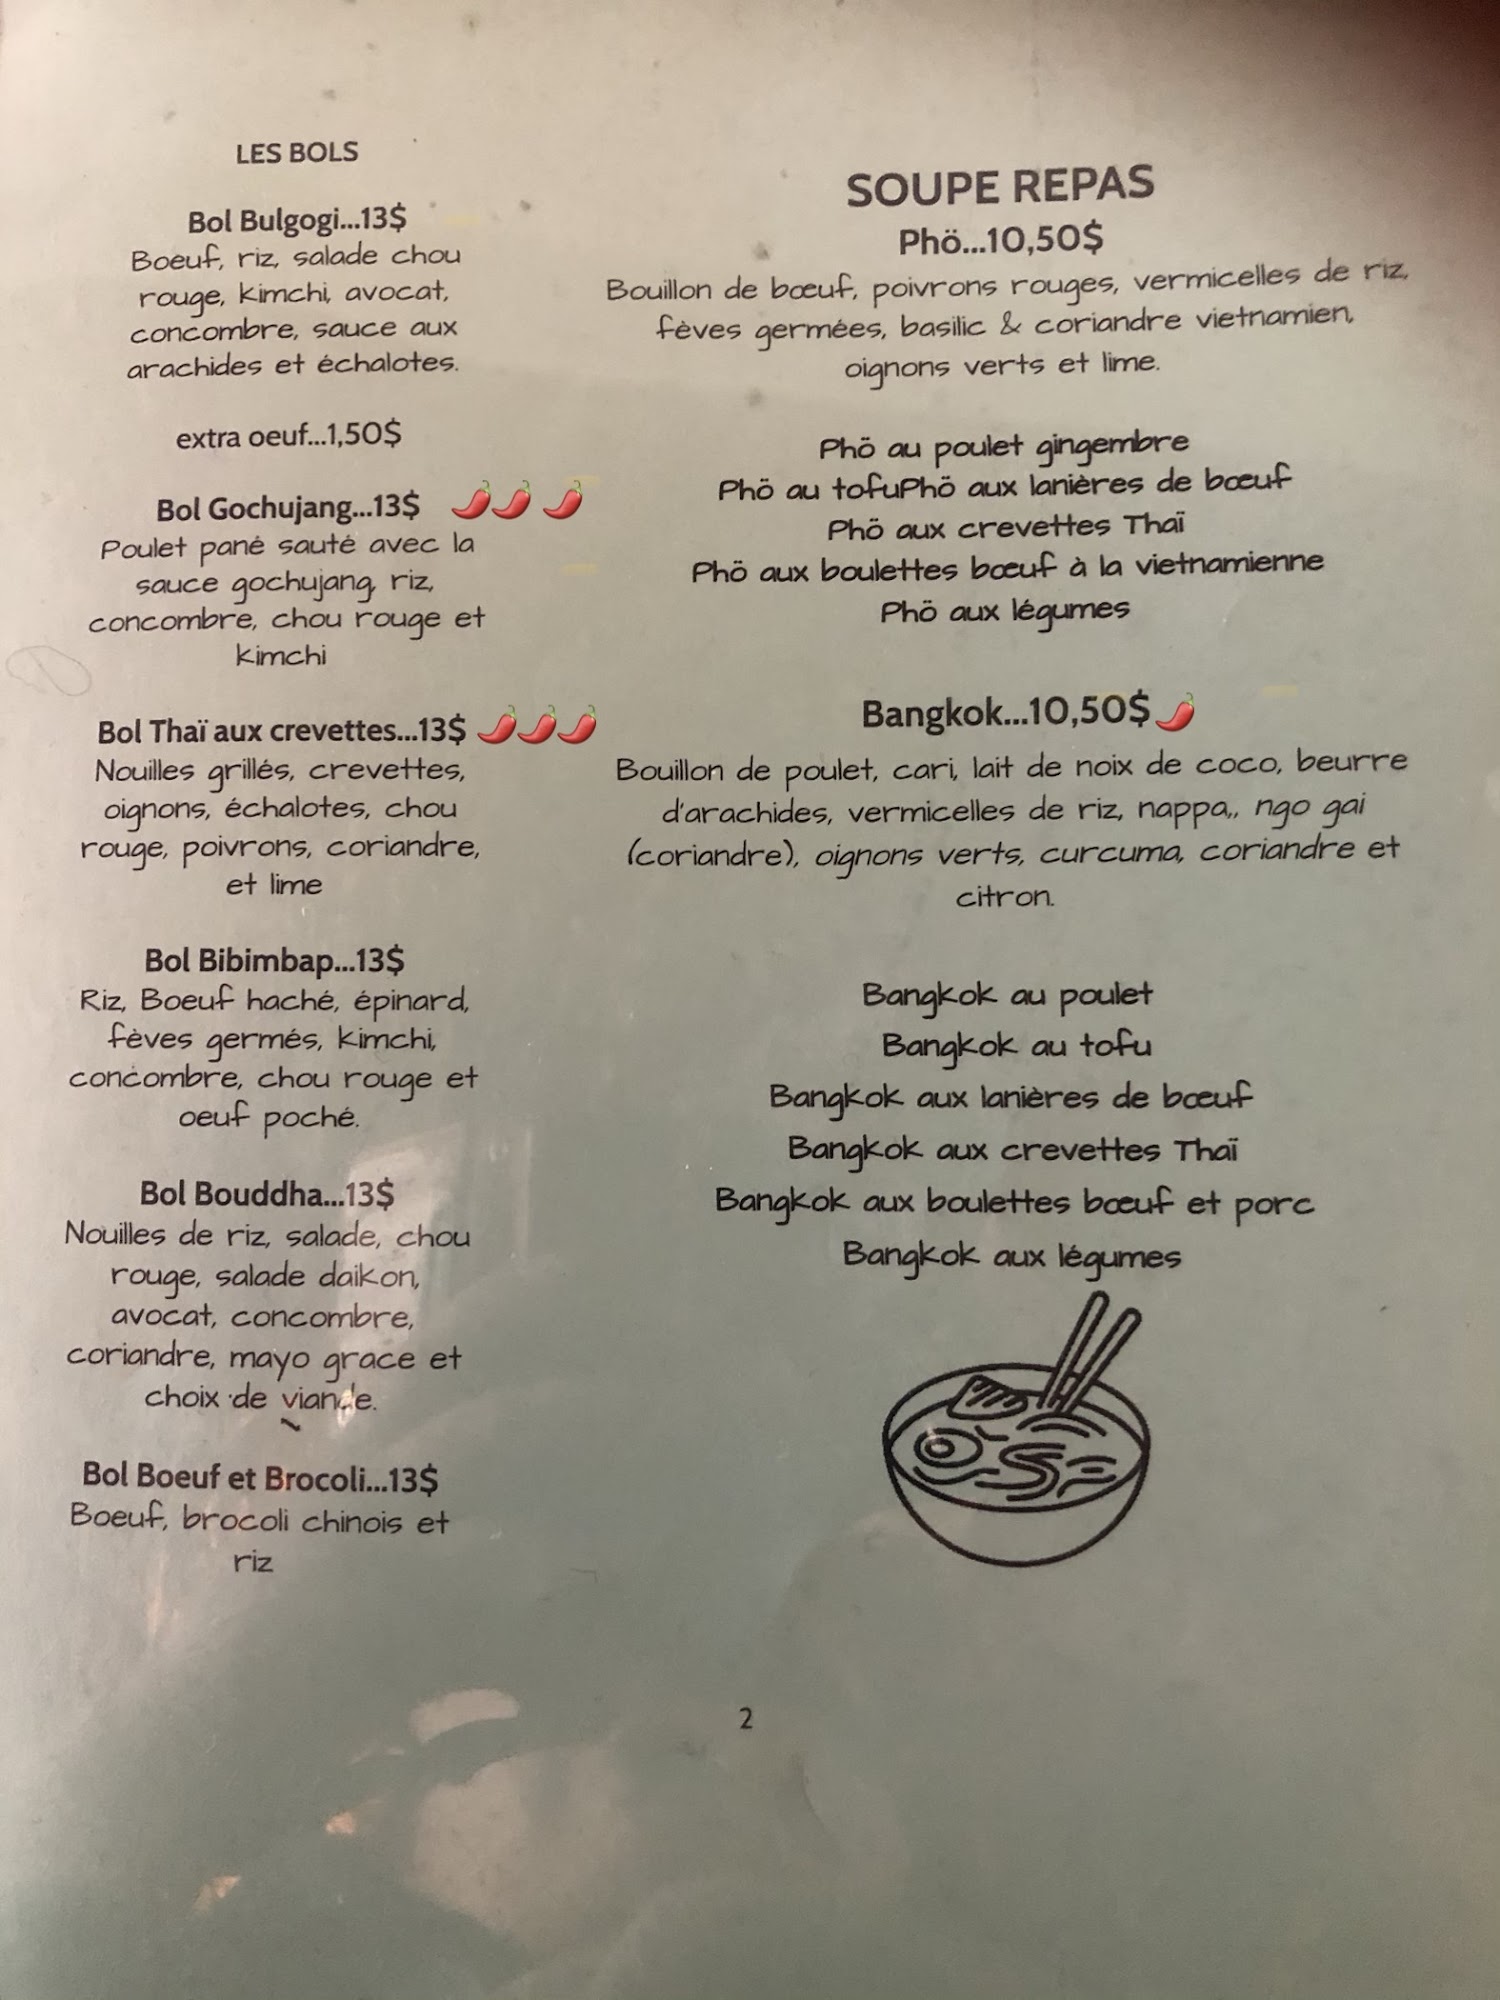 LES BOLS
Bol Bulgogi...13$
Boeuf, riz, salade chou
rouge, kimchi, avocat,
concombre, sauce aux
arachides et échalotes.
extra oeuf...1,50$
Bol Gochujang...13$
Poulet pané sauté avec la
sauce gochujang, riz,
concombre, chou rouge et
kimchi
Bol Thaï aux crevettes...13$
Nouilles grillés, crevettes,
oignons, échalotes, chou
rouge, poivrons, coriandre,
et lime
Bol Bibimbap...13$
Riz, Boeuf haché, épinard,
fèves germés, kimchi,
concombre, chou rouge et
oeuf poché.
Bol Bouddha...13$
Nouilles de riz, salade, chou
rouge, salade daikon,
avocat, concombre,
coriandre, mayo grace et
choix de viande.
Bol Boeuf et Brocoli...13$
Boeuf, brocoli chinois et
riz
SOUPE REPAS
Phö...10,50$
Bouillon de bœuf, poivrons rouges, vermicelles de riz,
fèves germées, basilic & coriandre vietnamien,
oignons verts et lime.
Phö au poulet gingembre
Phö au tofuPhö aux lanières de bœuf
Phö aux crevettes Thaï
Phö aux boulettes bœuf à la vietnamienne
Phö aux légumes
Bangkok...10,50$
Bouillon de poulet, cari, lait de noix de coco, beurre
d'arachides, vermicelles de riz, nappa,, ngo gai
(coriandre), oignons verts, curcuma, coriandre et
citron.
Bangkok au poulet
Bangkok au tofu
Bangkok aux lanières de bœuf
Bangkok aux crevettes Thaï
Bangkok aux boulettes bœuf et porc
Bangkok aux légumes
2